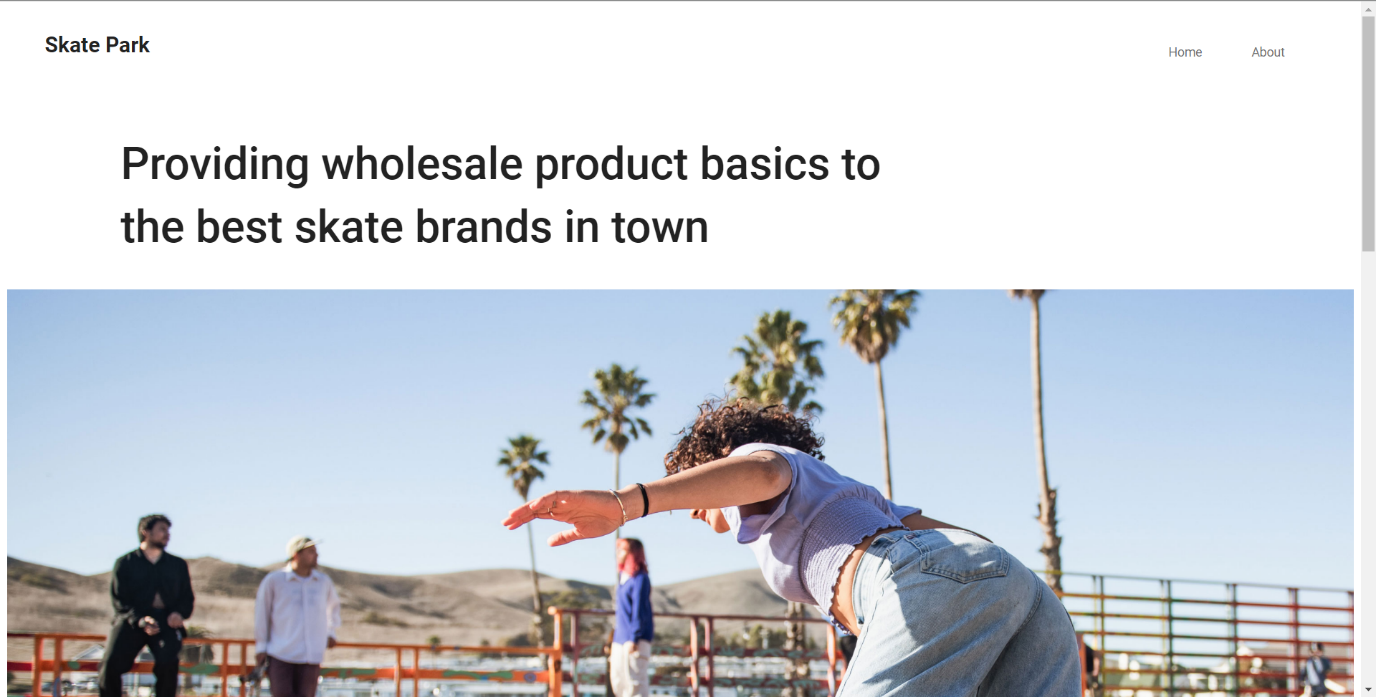 Skate Park
Home
About
Providing wholesale product basics to
the best skate brands in town